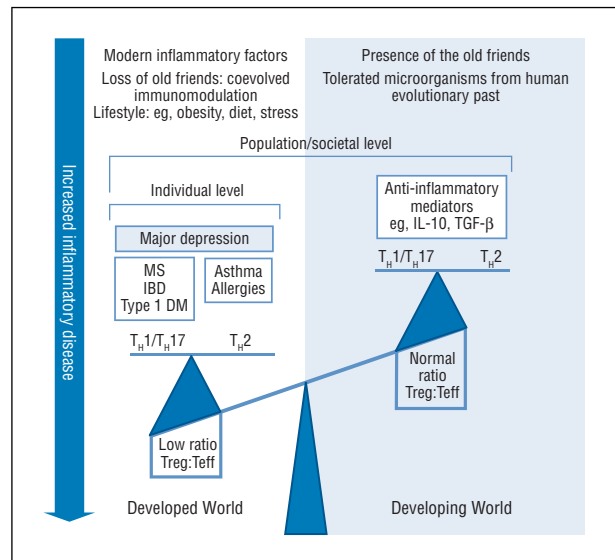 Increased inflammatory disease
Modern inflammatory factors
Loss of old friends: coevolved
immunomodulation
Lifestyle: eg, obesity, diet, stress
Presence of the old friends
Tolerated microorganisms from human
evolutionary past
Population/societal level
Individual level
Major depression
MS
IBD
Type 1 DM
Asthma
Allergies
TH1/TH17
TH2
Low ratio
Treg:Teff
Developed World
Anti-inflammatory
mediators
eg, IL-10, TGF-β
TH1/TH17
TH2
Normal
ratio
Treg:Teff
Developing World